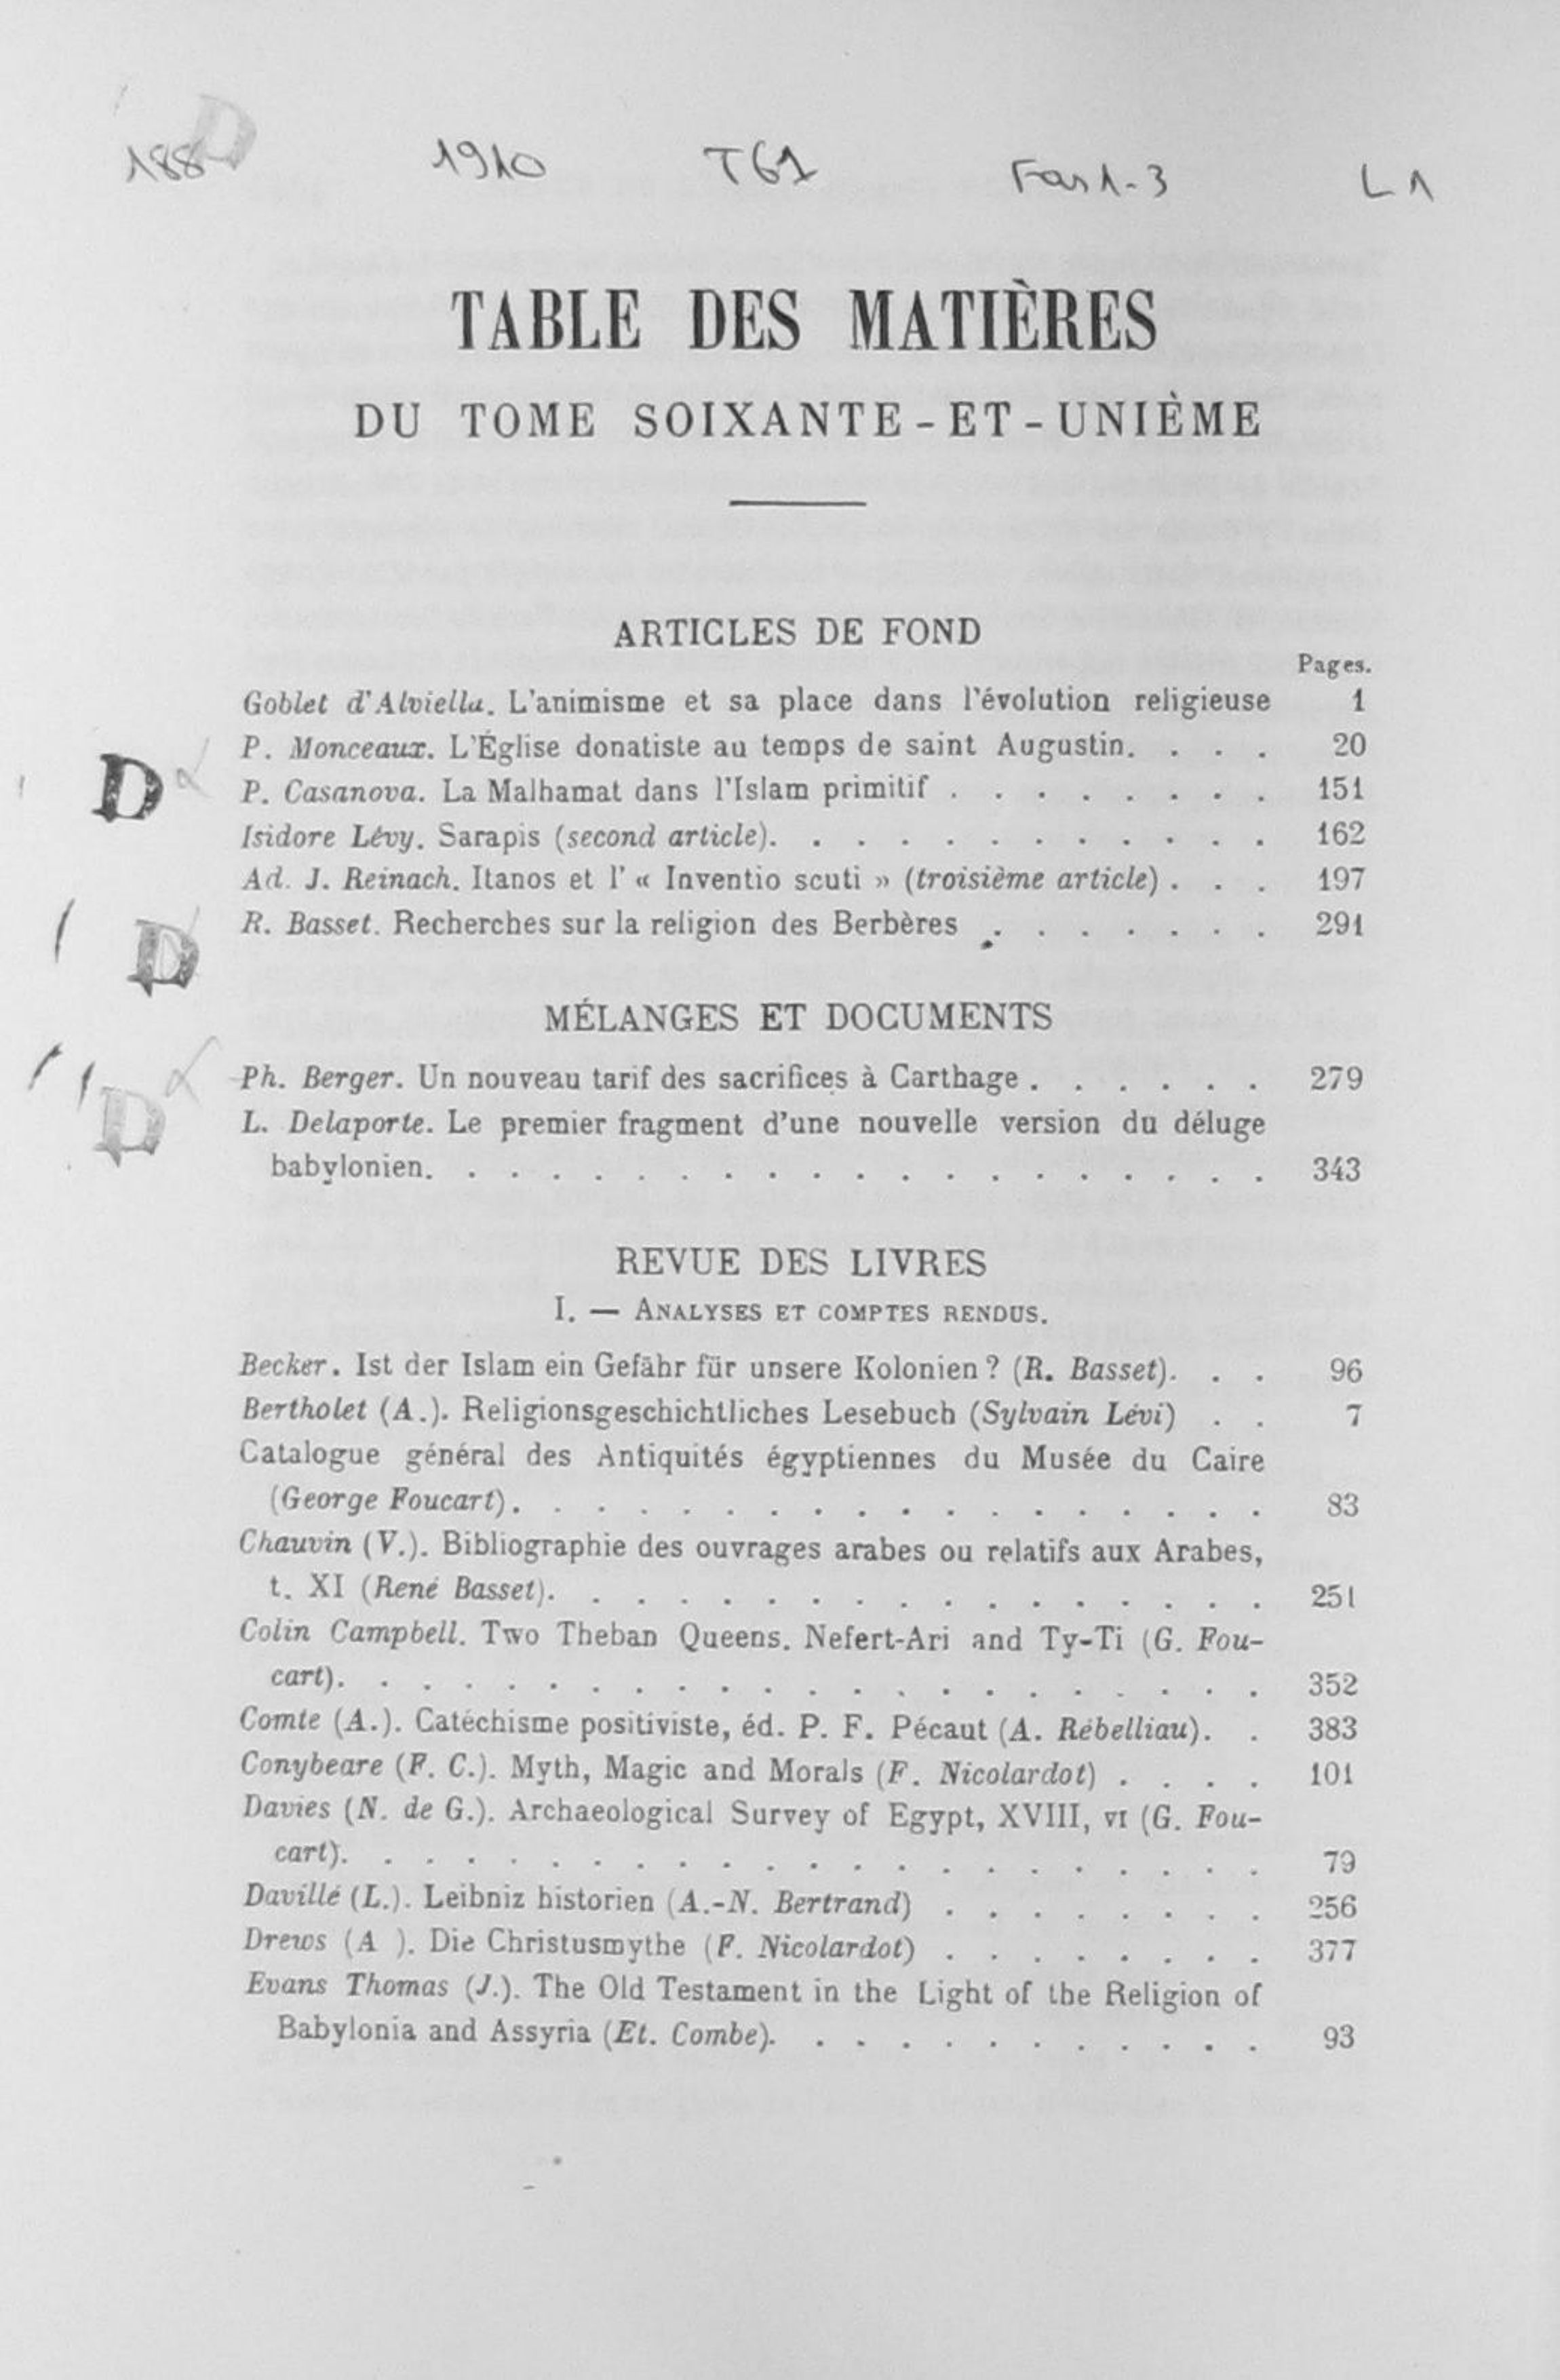 188 D 1910 T61 Fas 1-3 L1
TABLE DES MATIÈRES
DU TOME SOIXANTE-ET-UNIÈME
ARTICLES DE FOND
Pages.
Goblet d'Alviella. L'animisme et sa place dans l'évolution religieuse 1
P. Monceaux. L'Église donatiste au temps de saint Augustin. . . . 20
D P. Casanova. La Malhamat dans l'Islam primitif . . . . . . . . 151
Isidore Lévy. Sarapis (second article). . . . . . . . . . . . 162
Ad. J. Reinach. Itanos et l' « Inventio scuti » (troisième article) . . . 197
R. Basset. Recherches sur la religion des Berbères . . . . . . . 291
D
MÉLANGES ET DOCUMENTS
Ph. Berger. Un nouveau tarif des sacrifices à Carthage . . . . . . 279
D L. Delaporte. Le premier fragment d'une nouvelle version du déluge
babylonien. . . . . . . . . . . . . . . . . . . . 343
REVUE DES LIVRES
I. — ANALYSES ET COMPTES RENDUS.
Becker. Ist der Islam ein Gefähr für unsere Kolonien ? (R. Basset). . . 96
Bertholet (A.). Religionsgeschichtliches Lesebuch (Sylvain Lévi) . . 7
Catalogue général des Antiquités égyptiennes du Musée du Caire
(George Foucart). . . . . . . . . . . . . . . . . . 83
Chauvin (V.). Bibliographie des ouvrages arabes ou relatifs aux Arabes,
t. XI (René Basset). . . . . . . . . . . . . . . . . 251
Colin Campbell. Two Theban Queens. Nefert-Ari and Ty-Ti (G. Fou-
cart). . . . . . . . . . . . . . . . . . . . . . 352
Comte (A.). Catéchisme positiviste, éd. P. F. Pécaut (A. Rébelliau). . 383
Conybeare (F. C.). Myth, Magic and Morals (F. Nicolardot) . . . . 101
Davies (N. de G.). Archaeological Survey of Egypt, XVIII, VI (G. Fou-
cart). . . . . . . . . . . . . . . . . . . . . . 79
Davillé (L.). Leibniz historien (A.-N. Bertrand) . . . . . . . . 256
Drews (A ). Die Christusmythe (F. Nicolardot) . . . . . . . . 377
Evans Thomas (J.). The Old Testament in the Light of the Religion of
Babylonia and Assyria (Et. Combe). . . . . . . . . . . . 93